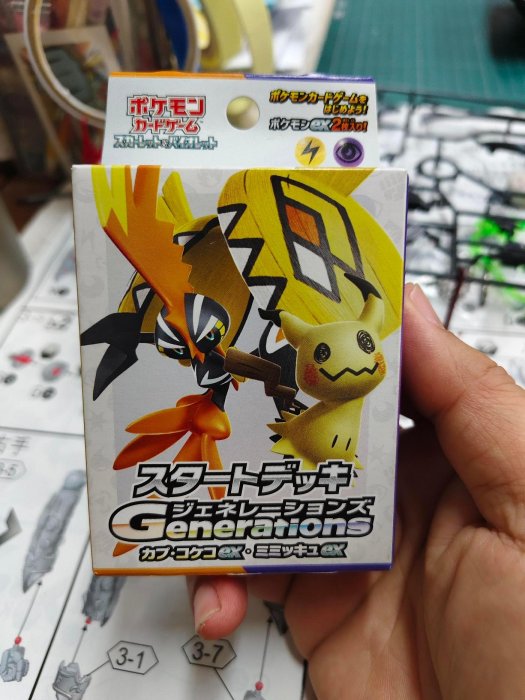 ポケモン
カードゲーム
スカーレット&バイオレット
ポケモンカードゲームを
はじめよう!
ポケモンex2枚入り!
スタートデッキ
ジェネレーションズ
Generations
カプ・コケコex・ミミッキュex
3-1
3-7